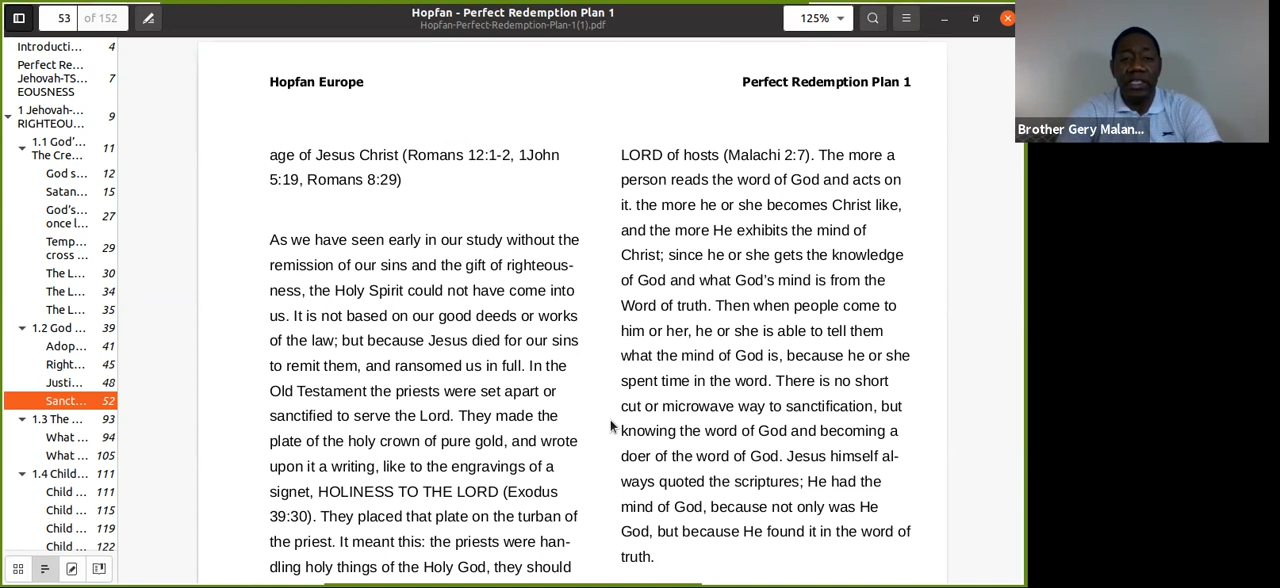 53 of 152
Hopfan - Perfect Redemption Plan 1
Hopfan-Perfect-Redemption-Plan-1(1).pdf
125%
Introducti... 4
Perfect Re...
Jehovah-TS... 7
EOUSNESS
1 Jehovah-... 9
RIGHTEOU...
1.1 God'... 11
The Cre...
God s... 12
Satan... 15
God's... 27
once l...
Temp... 29
cross ...
The L... 30
The L... 34
The L... 35
1.2 God ... 39
Adop... 41
Right... 45
Justi... 48
Sanct... 52
1.3 The ... 93
What ... 94
What ... 105
1.4 Child... 111
Child ... 111
Child ... 115
Child ... 119
Child ... 122
Hopfan Europe
Perfect Redemption Plan 1
age of Jesus Christ (Romans 12:1-2, 1John
5:19, Romans 8:29)
As we have seen early in our study without the
remission of our sins and the gift of righteous-
ness, the Holy Spirit could not have come into
us. It is not based on our good deeds or works
of the law; but because Jesus died for our sins
to remit them, and ransomed us in full. In the
Old Testament the priests were set apart or
sanctified to serve the Lord. They made the
plate of the holy crown of pure gold, and wrote
upon it a writing, like to the engravings of a
signet, HOLINESS TO THE LORD (Exodus
39:30). They placed that plate on the turban of
the priest. It meant this: the priests were han-
dling holy things of the Holy God, they should
LORD of hosts (Malachi 2:7). The more a
person reads the word of God and acts on
it. the more he or she becomes Christ like,
and the more He exhibits the mind of
Christ; since he or she gets the knowledge
of God and what God's mind is from the
Word of truth. Then when people come to
him or her, he or she is able to tell them
what the mind of God is, because he or she
spent time in the word. There is no short
cut or microwave way to sanctification, but
knowing the word of God and becoming a
doer of the word of God. Jesus himself al-
ways quoted the scriptures; He had the
mind of God, because not only was He
God, but because He found it in the word of
truth.
Brother Gery Malan...